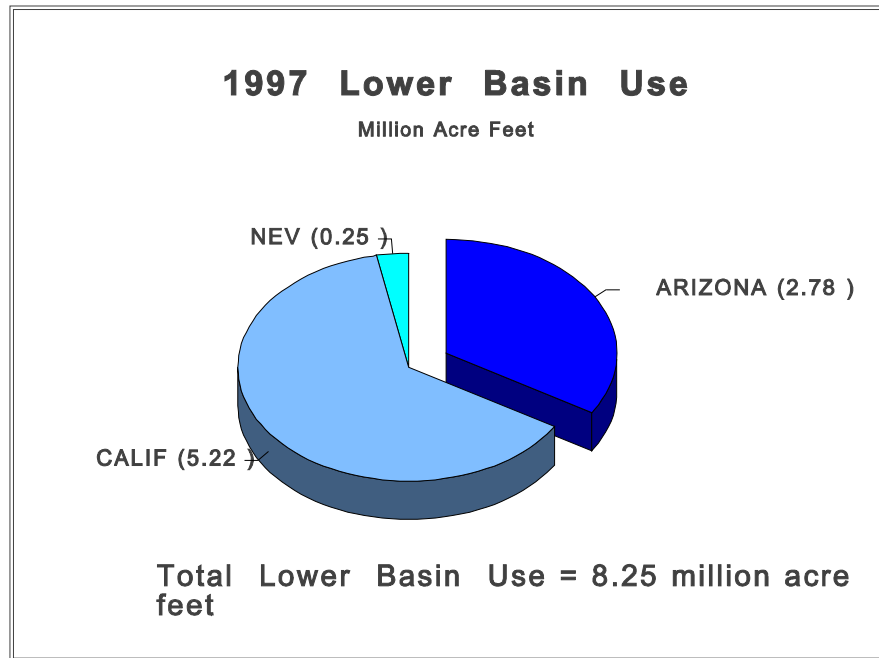 1997 Lower Basin Use
Million Acre Feet
NEV (0.25 )
ARIZONA (2.78 )
CALIF (5.22 )
Total Lower Basin Use = 8.25 million acre
feet